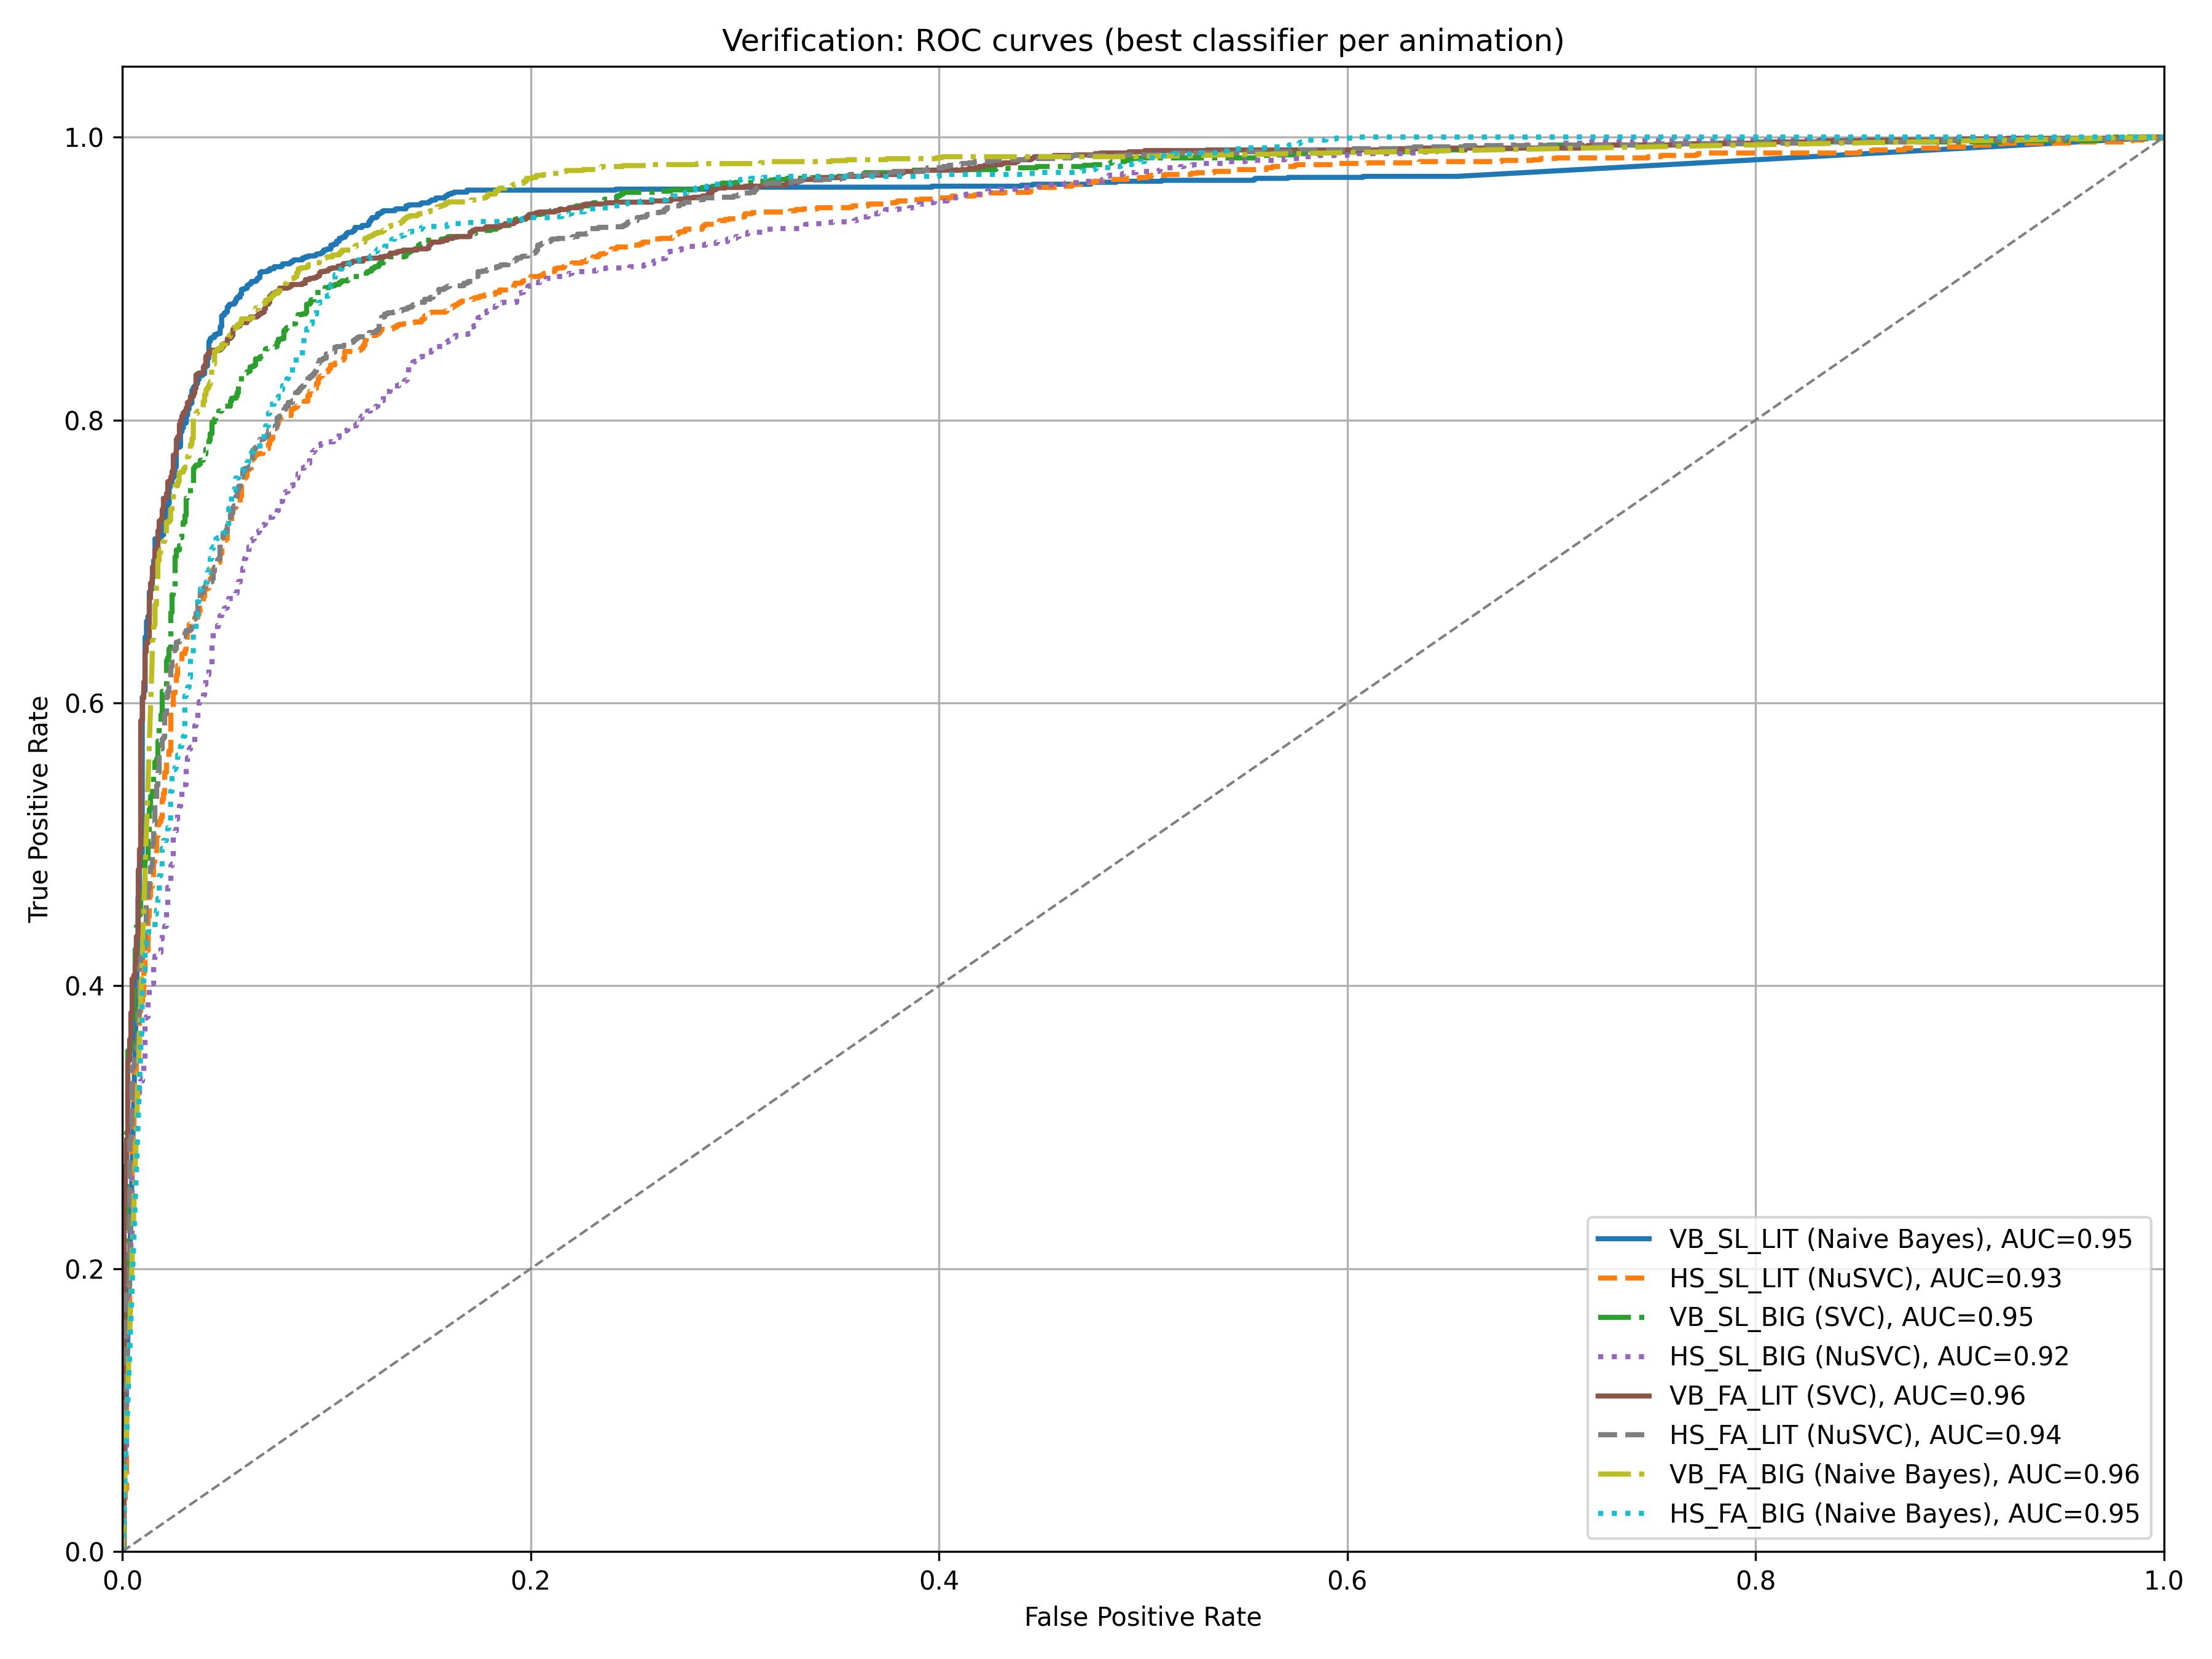 Verification: ROC curves (best classifier per animation)
1.0
0.8
0.6
0.4
0.2
0.0
True Positive Rate
0.0 0.2 0.4 0.6 0.8 1.0
False Positive Rate
VB_SL_LIT (Naive Bayes), AUC=0.95
HS_SL_LIT (NuSVC), AUC=0.93
VB_SL_BIG (SVC), AUC=0.95
HS_SL_BIG (NuSVC), AUC=0.92
VB_FA_LIT (SVC), AUC=0.96
HS_FA_LIT (NuSVC), AUC=0.94
VB_FA_BIG (Naive Bayes), AUC=0.96
HS_FA_BIG (Naive Bayes), AUC=0.95